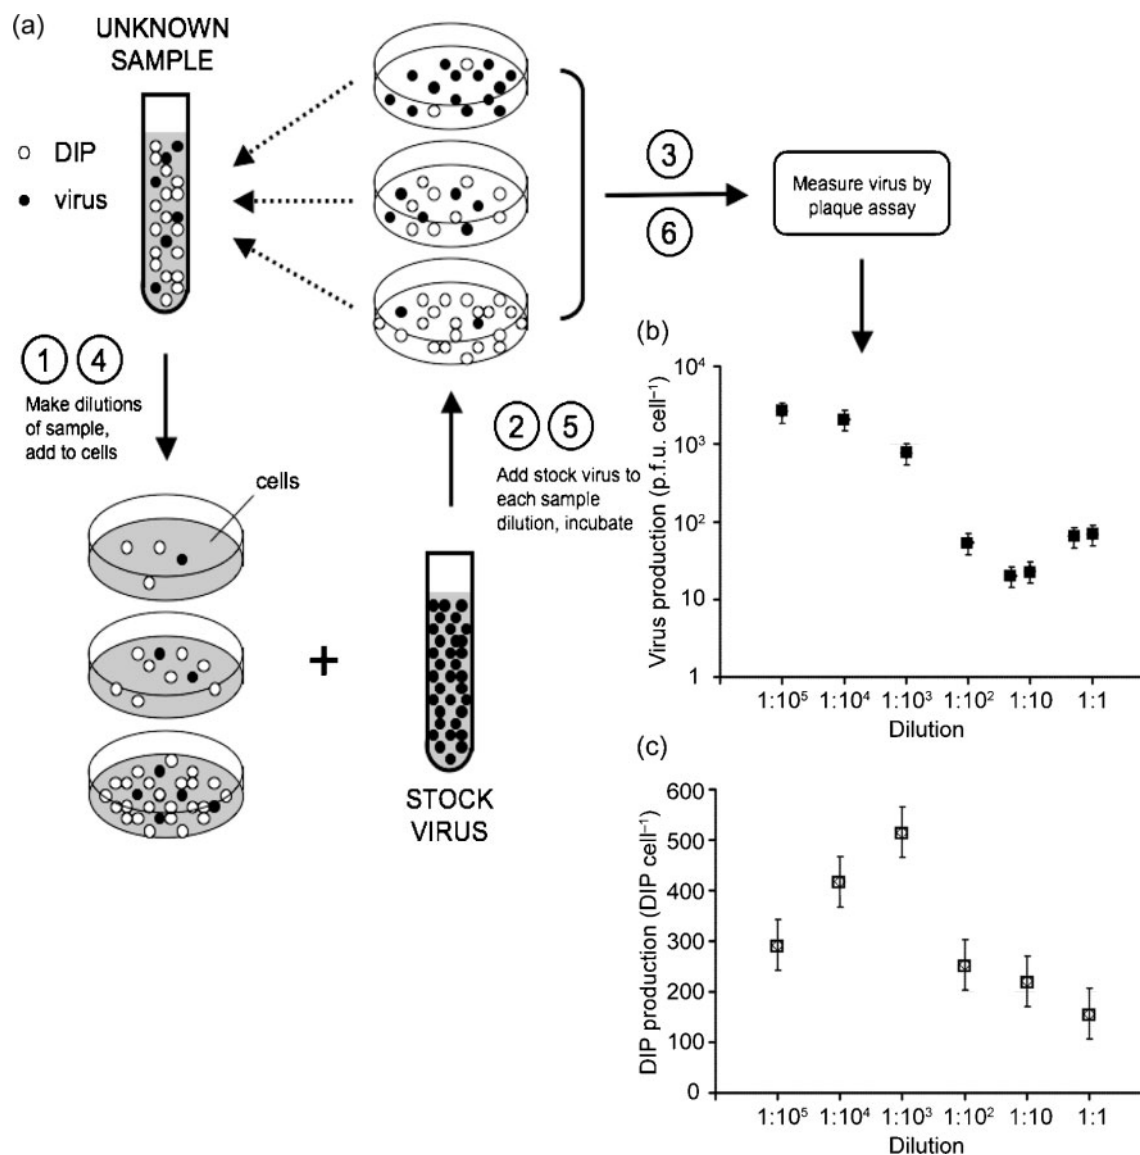 (a)
UNKNOWN
SAMPLE
DIP
virus
1 4
Make dilutions
of sample,
add to cells
cells
+
STOCK
VIRUS
2 5
Add stock virus to
each sample
dilution, incubate
3
6
Measure virus by
plaque assay
(b)
Virus production (p.f.u. cell⁻¹)
10⁴
10³
10²
10
1
1:10⁵ 1:10⁴ 1:10³ 1:10² 1:10 1:1
Dilution
(c)
DIP production (DIP cell⁻¹)
600
500
400
300
200
100
0
1:10⁵ 1:10⁴ 1:10³ 1:10² 1:10 1:1
Dilution